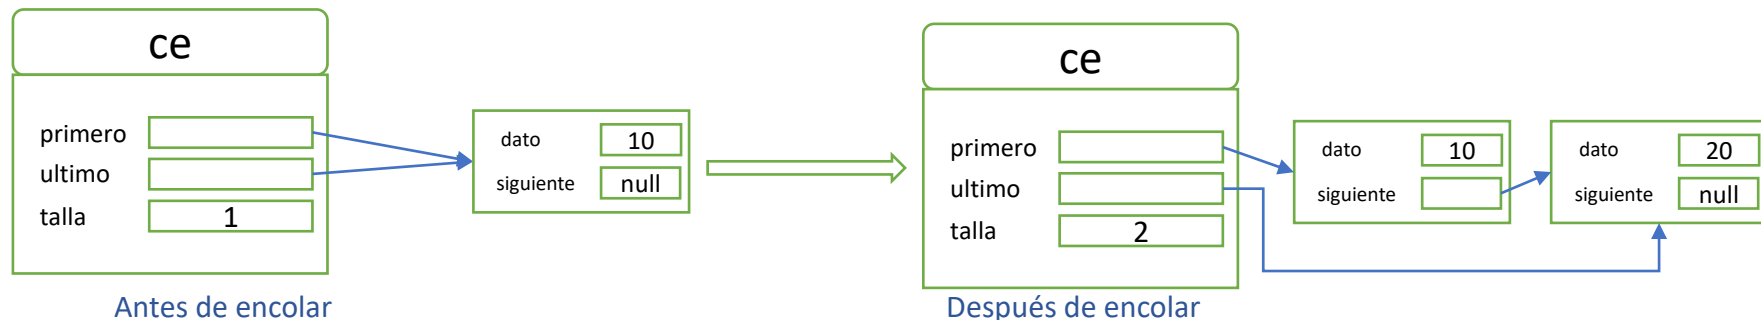 ce
primero
ultimo
talla 1
dato 10
siguiente null
Antes de encolar
ce
primero
ultimo
talla 2
dato 10
siguiente
dato 20
siguiente null
Después de encolar